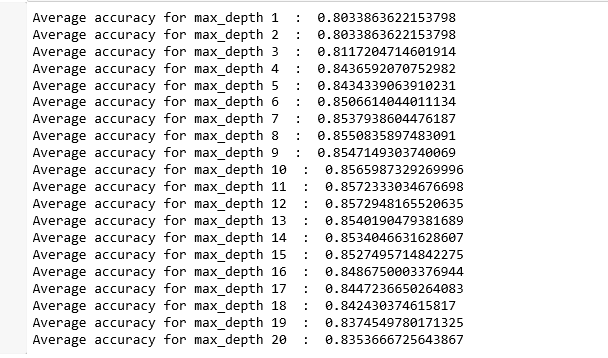 Average accuracy for max_depth 1  :  0.8033863622153798
Average accuracy for max_depth 2  :  0.8033863622153798
Average accuracy for max_depth 3  :  0.8117204714601914
Average accuracy for max_depth 4  :  0.8436592070752982
Average accuracy for max_depth 5  :  0.8434339063910231
Average accuracy for max_depth 6  :  0.8506614044011134
Average accuracy for max_depth 7  :  0.8537938604476187
Average accuracy for max_depth 8  :  0.8550835897483091
Average accuracy for max_depth 9  :  0.8547149303740069
Average accuracy for max_depth 10  :  0.8565987329269996
Average accuracy for max_depth 11  :  0.8572333034676698
Average accuracy for max_depth 12  :  0.8572948165520635
Average accuracy for max_depth 13  :  0.8540190479381689
Average accuracy for max_depth 14  :  0.8534046631628607
Average accuracy for max_depth 15  :  0.8527495714842275
Average accuracy for max_depth 16  :  0.8486750003376944
Average accuracy for max_depth 17  :  0.8447236650264083
Average accuracy for max_depth 18  :  0.842430374615817
Average accuracy for max_depth 19  :  0.8374549780171325
Average accuracy for max_depth 20  :  0.8353666725643867